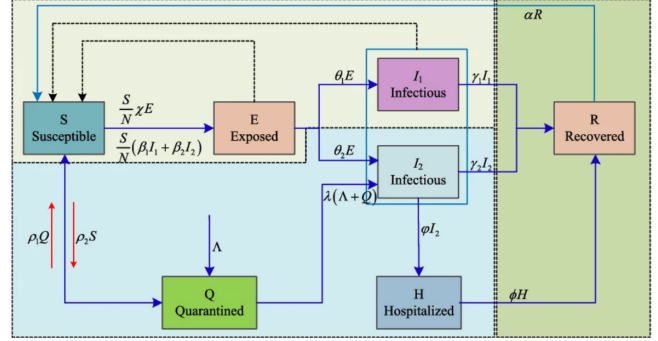 αR
θ₁E
I₁
Infectious
γ₁I₁
S
Susceptible
S/N χE
S/N (β₁I₁ + β₂I₂)
E
Exposed
R
Recovered
θ₂E
I₂
Infectious
γ₂I₂
λ(Λ+Q)
ρ₁Q
ρ₂S
Λ
φI₂
Q
Quarantined
H
Hospitalized
ϕH